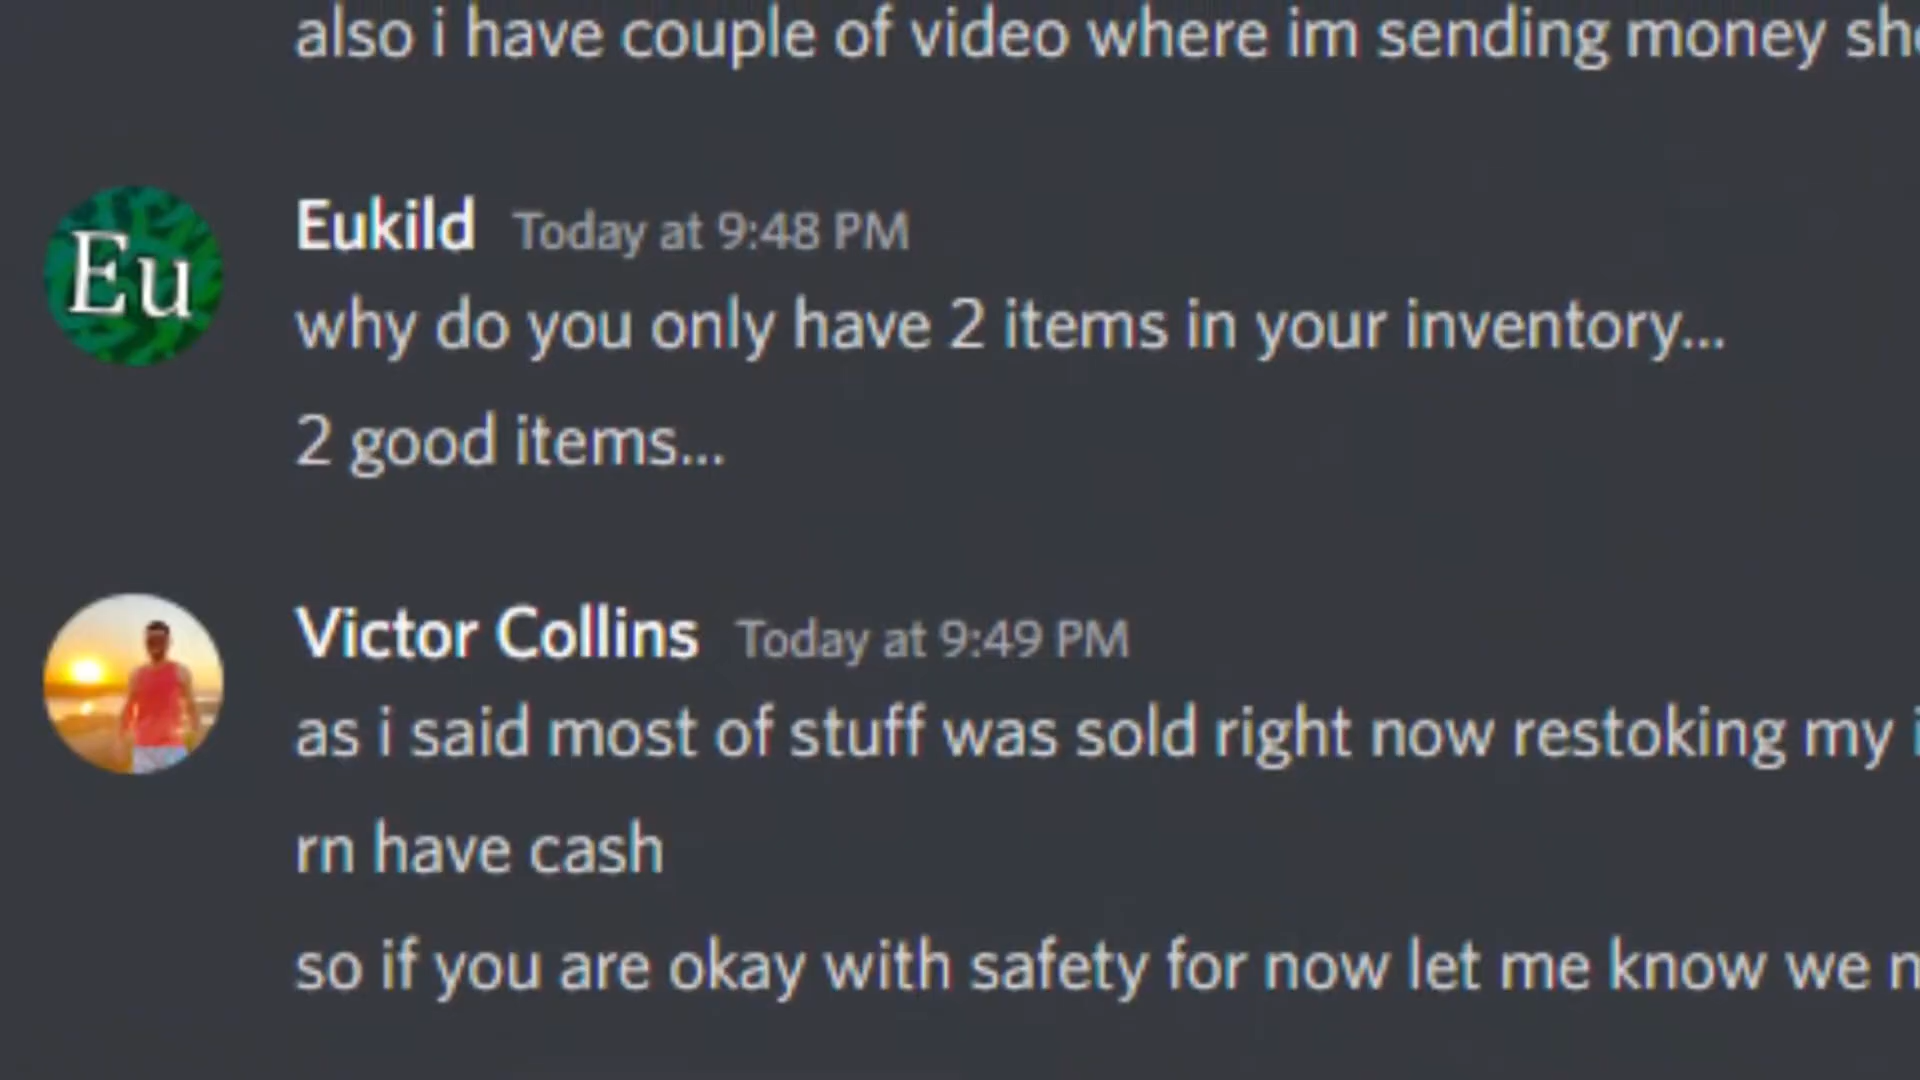 also i have couple of video where im sending money
Eu
Eukild Today at 9:48 PM
why do you only have 2 items in your inventory...
2 good items...
Victor Collins Today at 9:49 PM
as i said most of stuff was sold right now restoking my
rn have cash
so if you are okay with safety for now let me know we